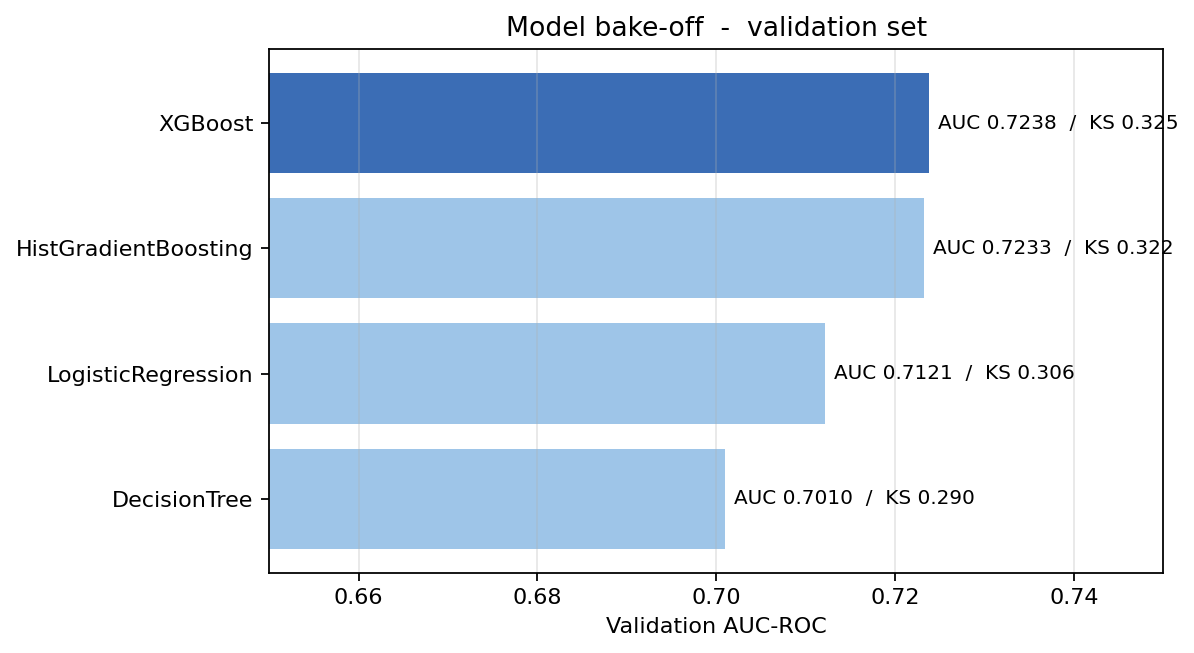 Model bake-off  -  validation set
XGBoost
AUC 0.7238  /  KS 0.325
HistGradientBoosting
AUC 0.7233  /  KS 0.322
LogisticRegression
AUC 0.7121  /  KS 0.306
DecisionTree
AUC 0.7010  /  KS 0.290
0.66 0.68 0.70 0.72 0.74
Validation AUC-ROC